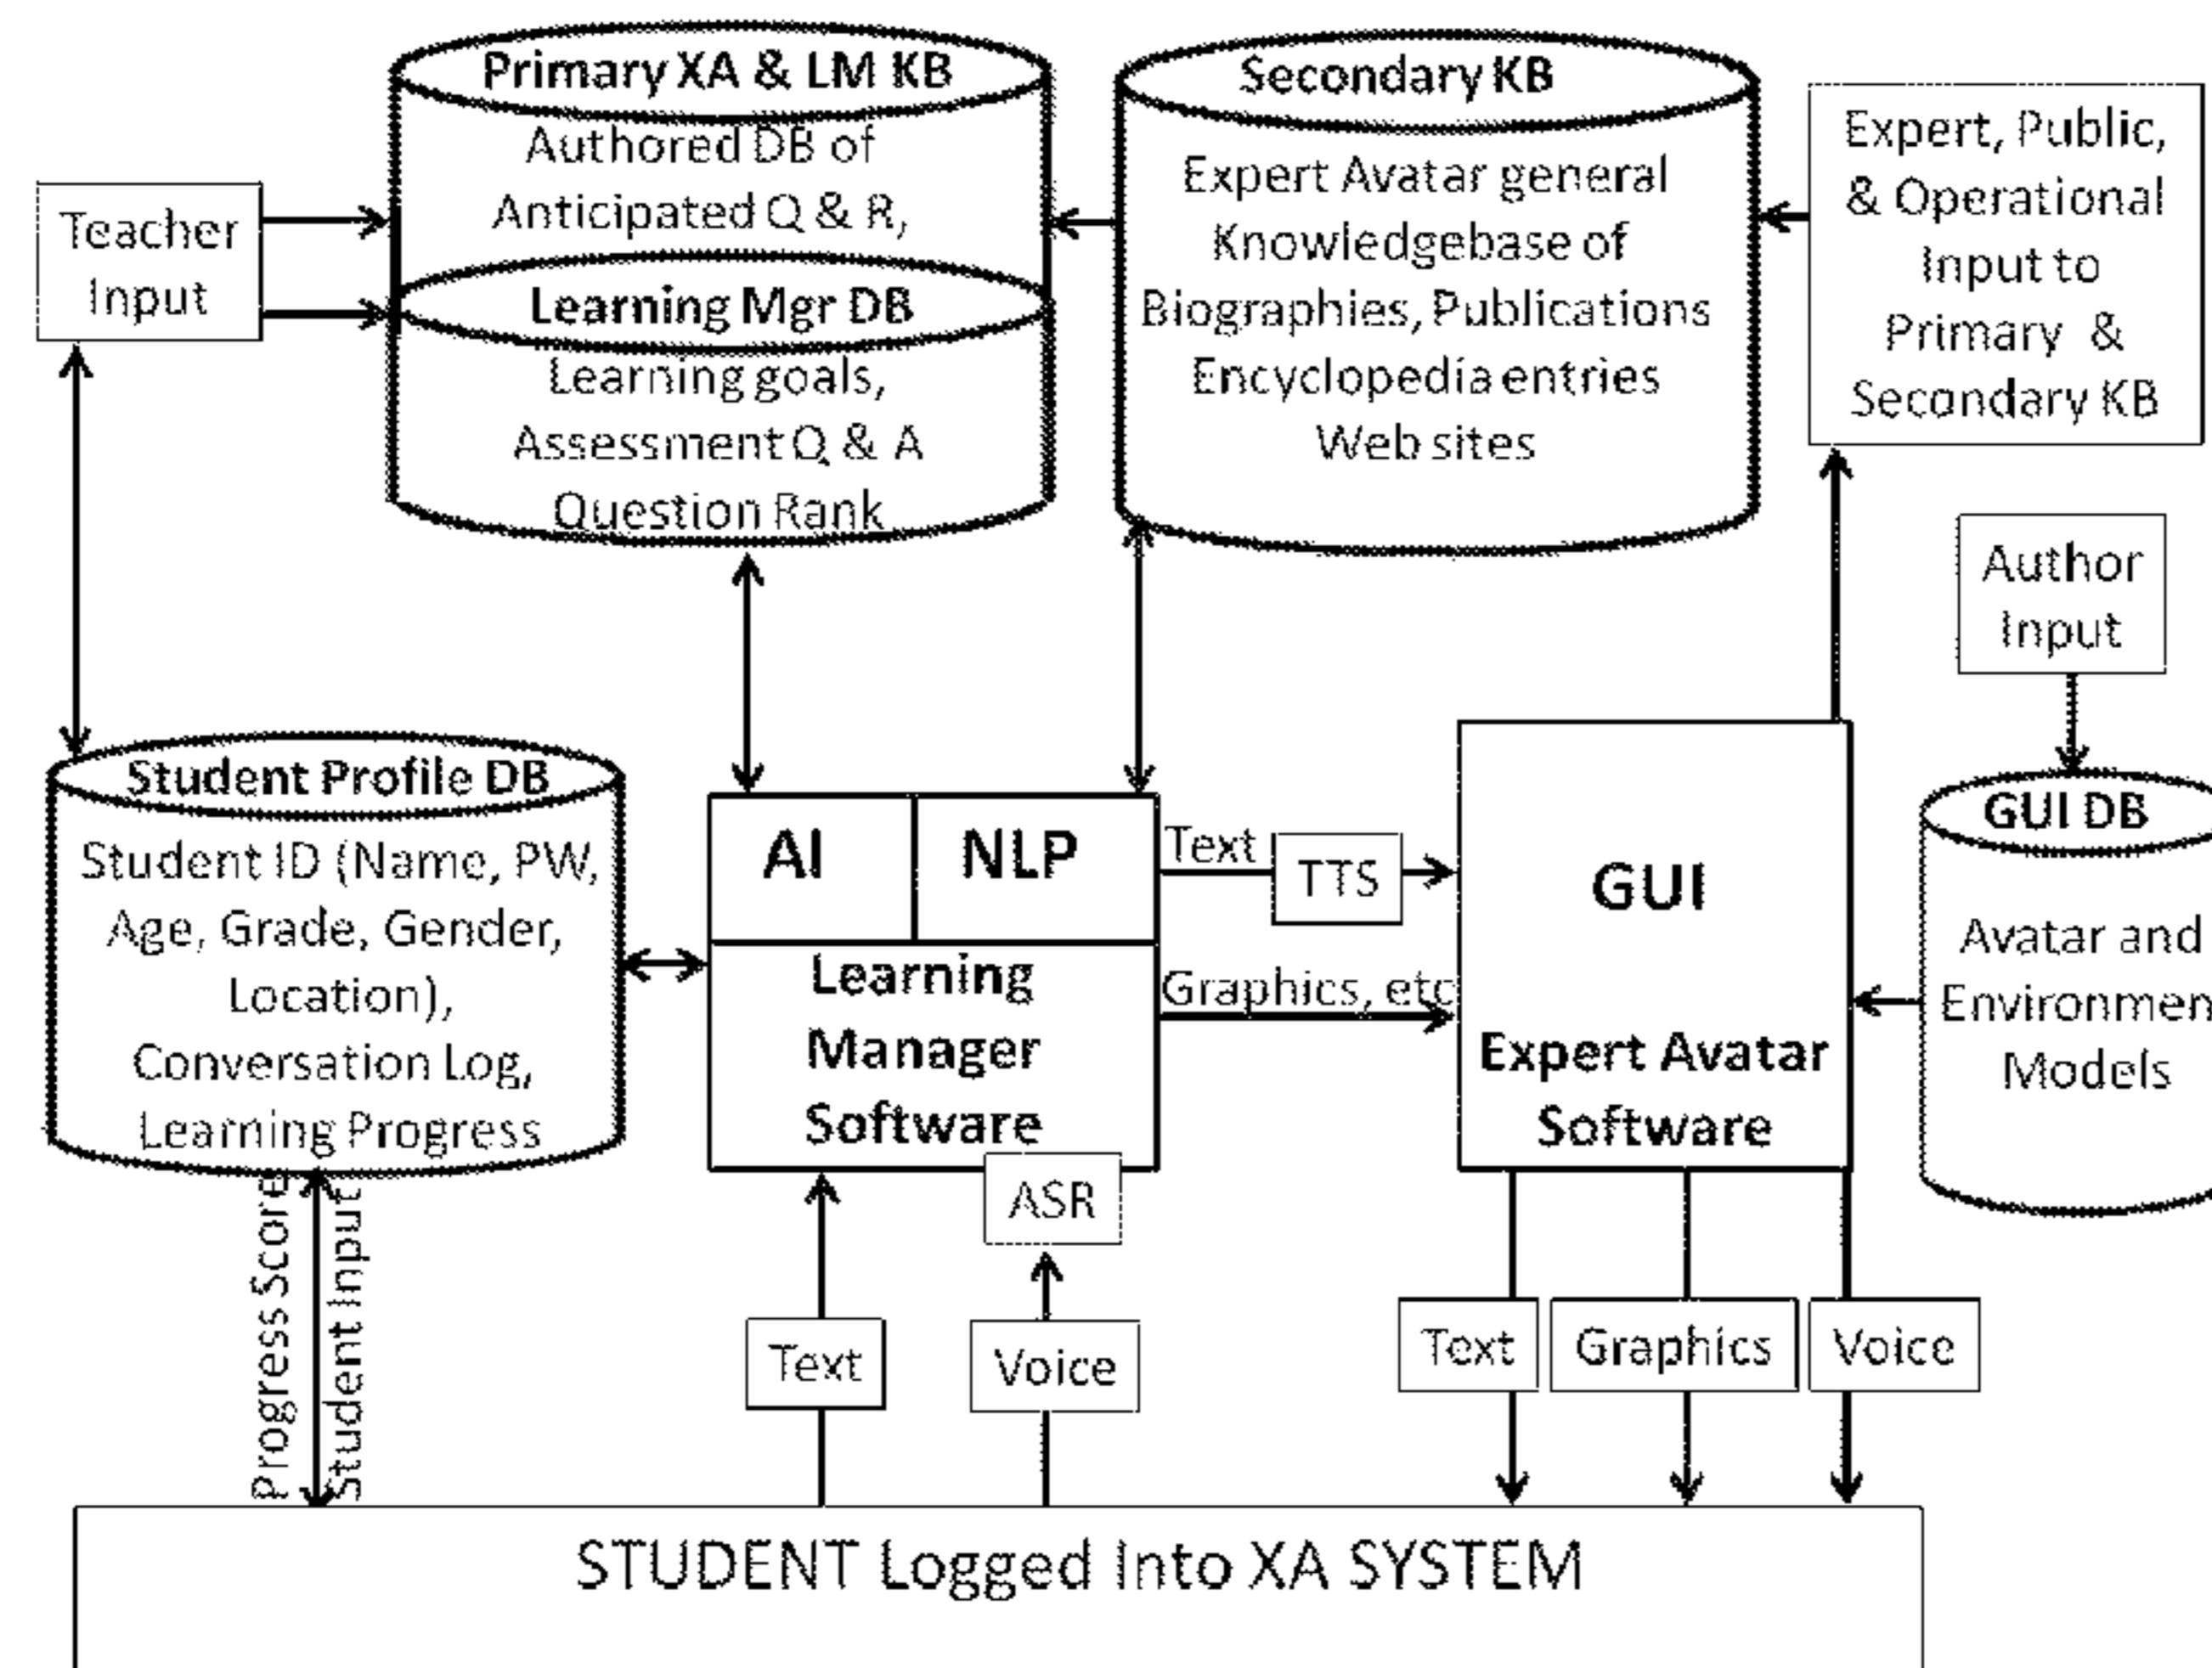 Primary XA & LM KB
Authored DB of
Anticipated Q & R,
Learning Mgr DB
Learning goals,
Assessment Q & A
Question Rank
Secondary KB
Expert Avatar general
Knowledgebase of
Biographies, Publications
Encyclopedia entries
Web sites
Expert, Public,
& Operational
Input to
Primary &
Secondary KB
Teacher
Input
Author
Input
Student Profile DB
Student ID (Name, PW,
Age, Grade, Gender,
Location),
Conversation Log,
Learning Progress
AI
NLP
Learning
Manager
Software
Text
TTS
Graphics, etc
GUI
Expert Avatar
Software
GUI DB
Avatar and
Environmen
Models
ASR
Progress Score
Student Input
Text
Voice
Text
Graphics
Voice
STUDENT Logged Into XA SYSTEM